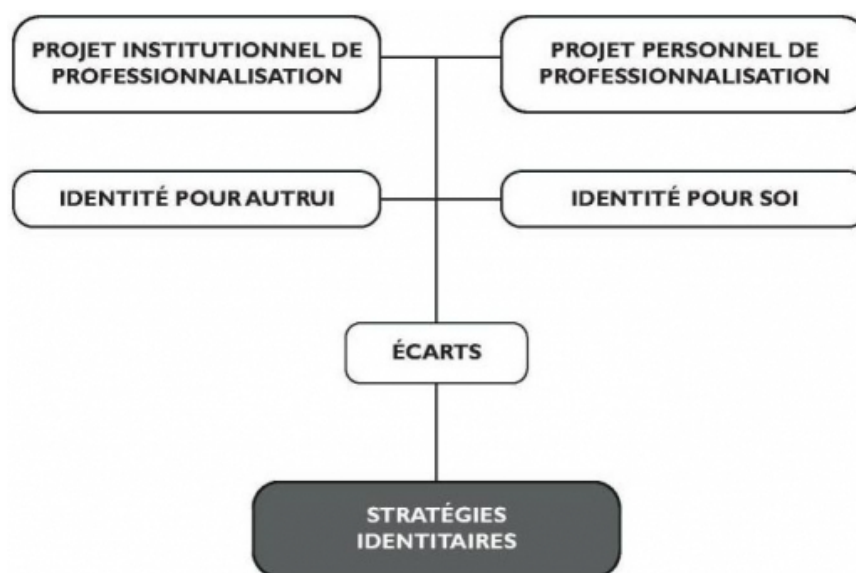 PROJET INSTITUTIONNEL DE
PROFESSIONNALISATION
PROJET PERSONNEL DE
PROFESSIONNALISATION
IDENTITÉ POUR AUTRUI
IDENTITÉ POUR SOI
ÉCARTS
STRATÉGIES
IDENTITAIRES